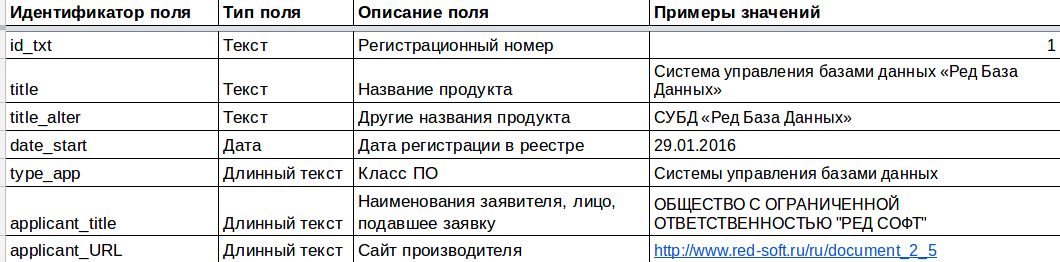 Идентификатор поля Тип поля Описание поля Примеры значений
id_txt Текст Регистрационный номер 1
title Текст Название продукта Система управления базами данных «Ред База
Данных»
title_alter Текст Другие названия продукта СУБД «Ред База Данных»
date_start Дата Дата регистрации в реестре 29.01.2016
type_app Длинный текст Класс ПО Системы управления базами данных
applicant_title Длинный текст Наименования заявителя, лицо,
подавшее заявку ОБЩЕСТВО С ОГРАНИЧЕННОЙ
ОТВЕТСТВЕННОСТЬЮ "РЕД СОФТ"
applicant_URL Длинный текст Сайт производителя http://www.red-soft.ru/ru/document_2_5